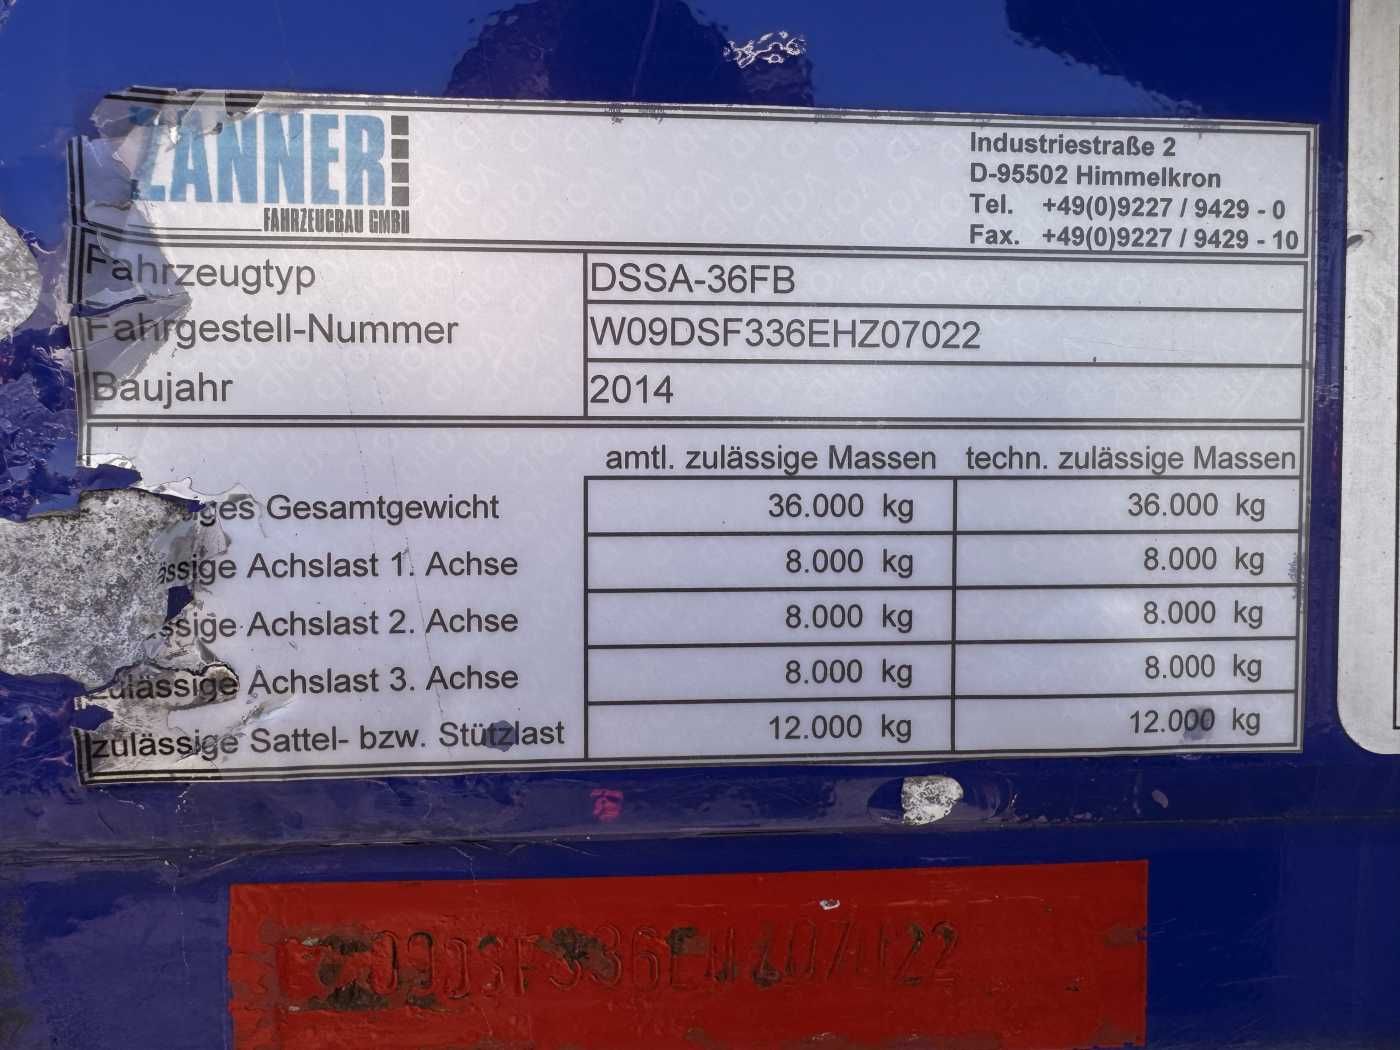 ZANNER
FAHRZEUGBAU GMBH
Industriestraße 2
D-95502 Himmelkron
Tel. +49(0)9227 / 9429 - 0
Fax. +49(0)9227 / 9429 - 10
Fahrzeugtyp DSSA-36FB
Fahrgestell-Nummer W09DSF336EHZ07022
Baujahr 2014
amtl. zulässige Massen techn. zulässige Massen
iges Gesamtgewicht 36.000 kg 36.000 kg
ässige Achslast 1. Achse 8.000 kg 8.000 kg
ssige Achslast 2. Achse 8.000 kg 8.000 kg
zulässige Achslast 3. Achse 8.000 kg 8.000 kg
zulässige Sattel- bzw. Stützlast 12.000 kg 12.000 kg